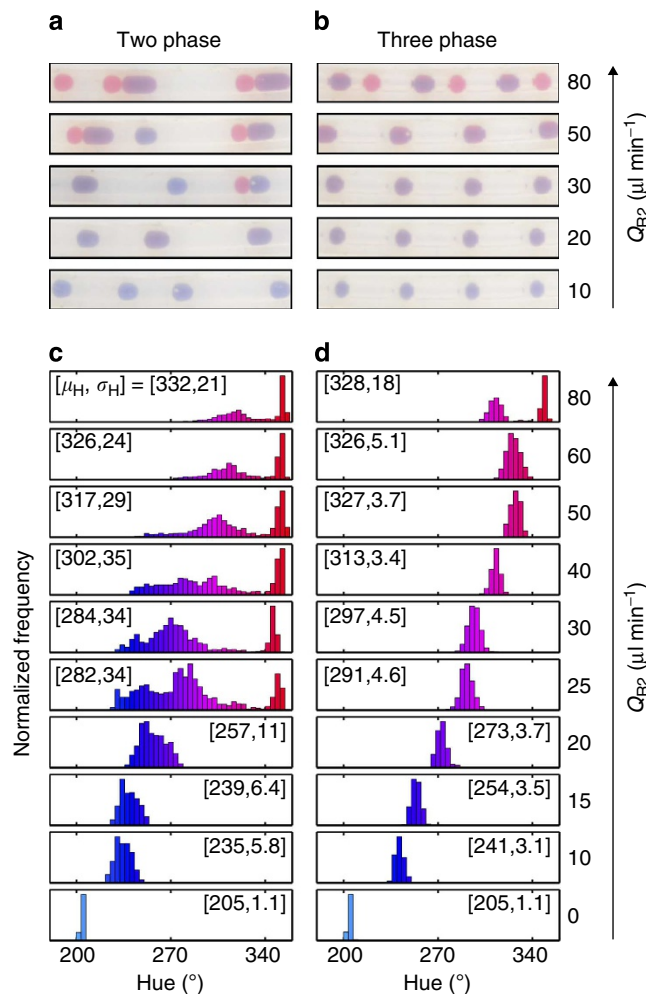 a
b
Two phase
Three phase
80
50
30
20
10
Q_B2 (µl min⁻¹)
c
d
[μ_H, σ_H] = [332,21]
[328,18]
80
[326,24]
[326,5.1]
60
[317,29]
[327,3.7]
50
[302,35]
[313,3.4]
40
[284,34]
[297,4.5]
30
[282,34]
[291,4.6]
25
[257,11]
[273,3.7]
20
[239,6.4]
[254,3.5]
15
[235,5.8]
[241,3.1]
10
[205,1.1]
[205,1.1]
0
Normalized frequency
Q_B2 (µl min⁻¹)
200 270 340
200 270 340
Hue (°)
Hue (°)